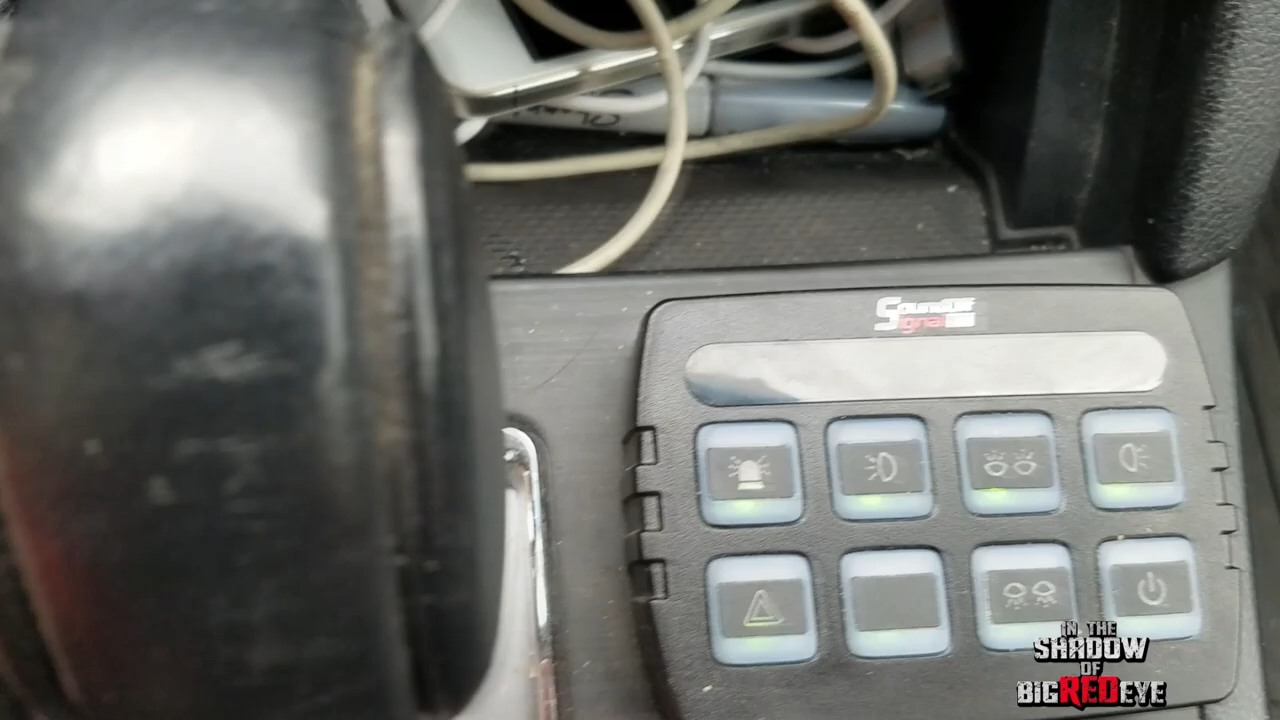 SoundOff
Signal
IN THE
SHADOW
OF
BIGREDEYE